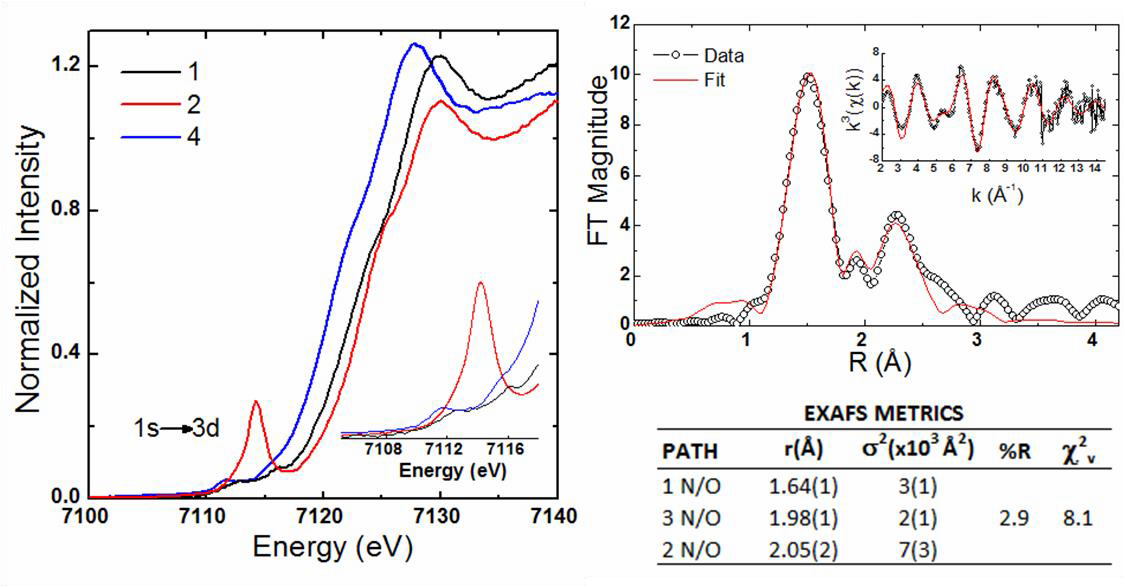 Normalized Intensity
1.2
0.8
0.4
0.0
1
2
4
1s→3d
7108 7112 7116
Energy (eV)
7100 7110 7120 7130 7140
Energy (eV)
FT Magnitude
12
10
8
6
4
2
0
Data
Fit
k³(χ(k))
8
4
0
-4
-8
2 3 4 5 6 7 8 9 10 11 12 13 14
k (Å⁻¹)
0 1 2 3 4
R (Å)
EXAFS METRICS
PATH r(Å) σ²(x10³ Å²) %R χ²ᵥ
1 N/O 1.64(1) 3(1)
3 N/O 1.98(1) 2(1) 2.9 8.1
2 N/O 2.05(2) 7(3)